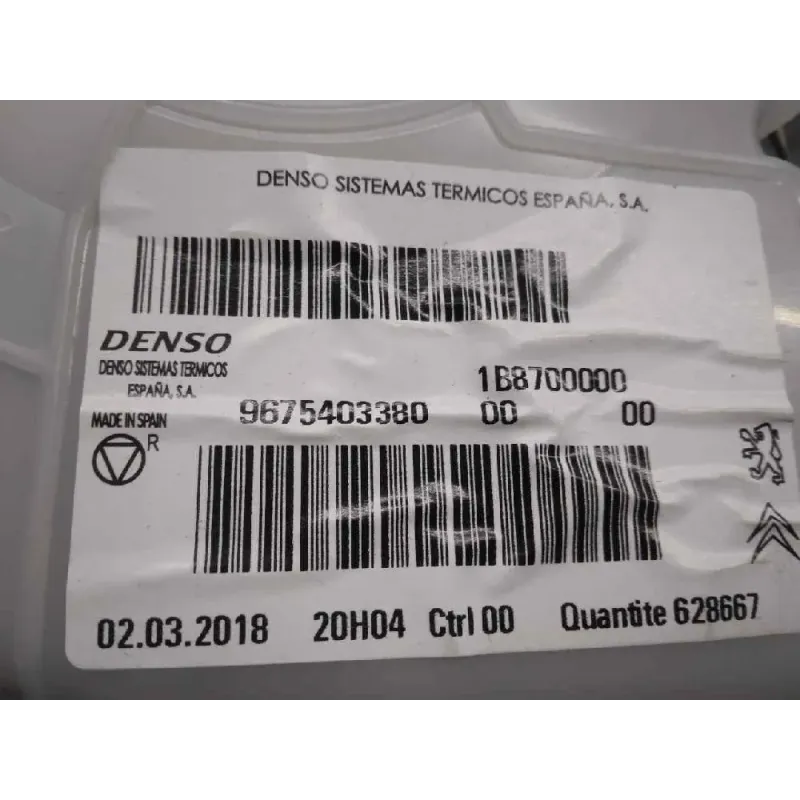 DENSO SISTEMAS TERMICOS ESPAÑA, S.A.
DENSO
DENSO SISTEMAS TERMICOS
ESPAÑA, S.A.
1B8700000
MADE IN SPAIN
9675403380 00 00
R
02.03.2018 20H04 Ctrl 00 Quantite 628667